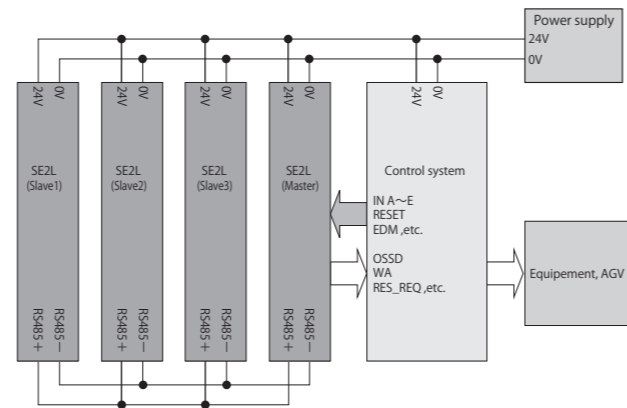 Power supply
24V
0V
24V
0V
24V
0V
24V
0V
24V
0V
24V
0V
SE2L
(Slave1)
SE2L
(Slave2)
SE2L
(Slave3)
SE2L
(Master)
Control system
IN A～E
RESET
EDM ,etc.
OSSD
WA
RES_REQ ,etc.
Equipement, AGV
RS485＋
RS485－
RS485＋
RS485－
RS485＋
RS485－
RS485＋
RS485－